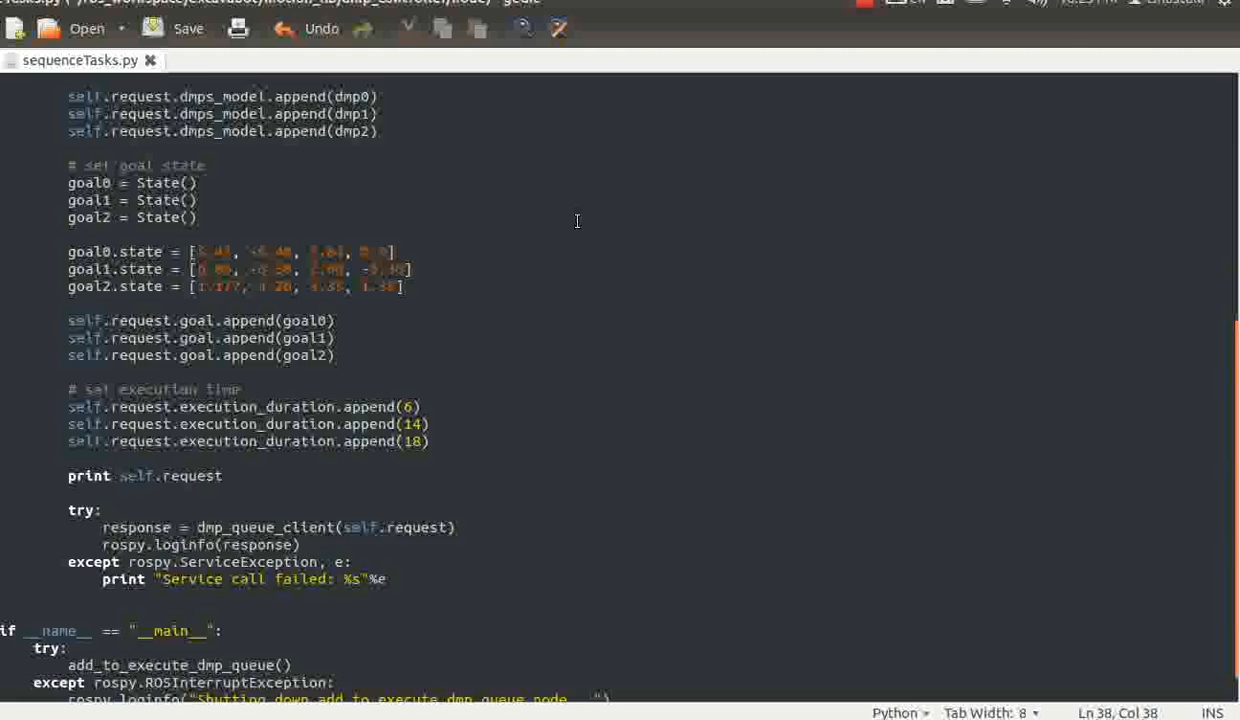 Open Save Undo
sequenceTasks.py
self.request.dmps_model.append(dmp0)
self.request.dmps_model.append(dmp1)
self.request.dmps_model.append(dmp2)
# set goal state
goal0 = State()
goal1 = State()
goal2 = State()
goal0.state = [
goal1.state = [
goal2.state = [
self.request.goal.append(goal0)
self.request.goal.append(goal1)
self.request.goal.append(goal2)
# set execution time
self.request.execution_duration.append(6)
self.request.execution_duration.append(14)
self.request.execution_duration.append(18)
print self.request
try:
response = dmp_queue_client(self.request)
rospy.loginfo(response)
except rospy.ServiceException, e:
print "Service call failed: %s"%e
if __name__ == "__main__":
try:
add_to_execute_dmp_queue()
except rospy.ROSInterruptException:
rospy.loginfo("Shutting down add to execute dmp queue node...")
Python Tab Width: 8 Ln 38, Col 38 INS